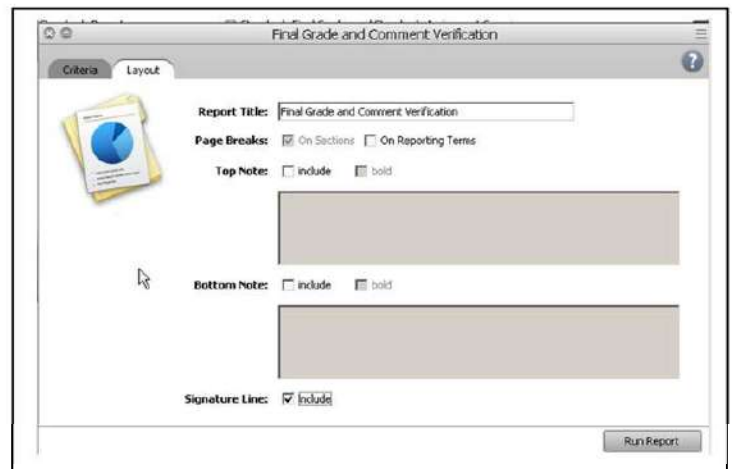 Final Grade and Comment Verification
Criteria Layout
Report Title: Final Grade and Comment Verification
Page Breaks: On Sections On Reporting Terms
Top Note: include bold
Bottom Note: include bold
Signature Line: Include
Run Report